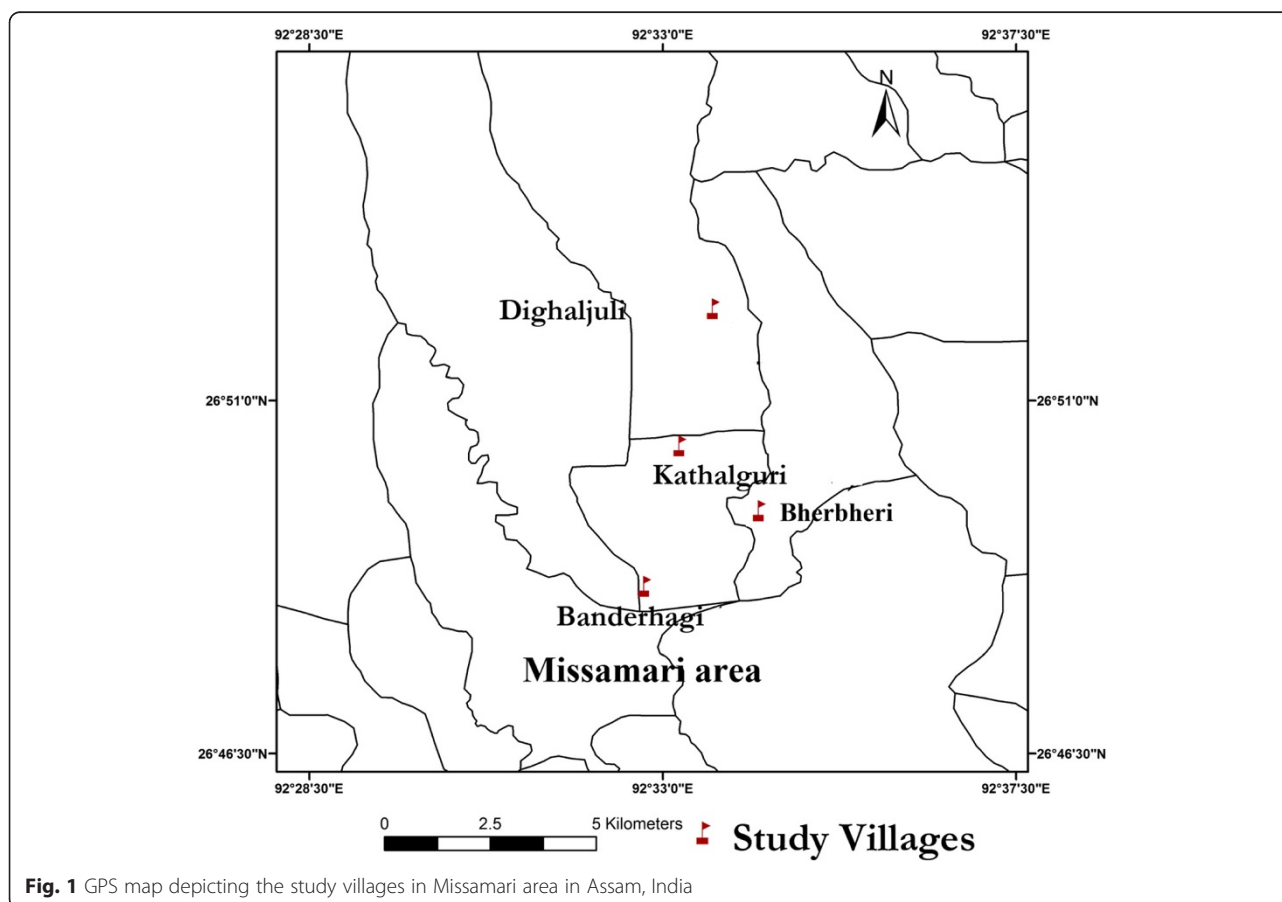 92°28'30"E 92°33'0"E 92°37'30"E
N
Dighaljuli
26°51'0"N 26°51'0"N
Kathalguri
Bherbheri
Banderhagi
Missamari area
26°46'30"N 26°46'30"N
92°28'30"E 92°33'0"E 92°37'30"E
0 2.5 5 Kilometers
Study Villages
Fig. 1 GPS map depicting the study villages in Missamari area in Assam, India